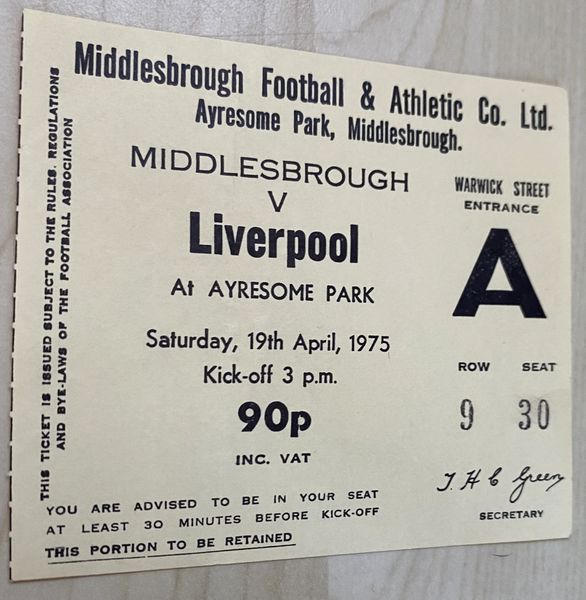 Middlesbrough Football & Athletic Co. Ltd.
Ayresome Park, Middlesbrough.
MIDDLESBROUGH
V
Liverpool
At AYRESOME PARK
Saturday, 19th April, 1975
Kick-off 3 p.m.
90p
INC. VAT
WARWICK STREET
ENTRANCE
A
ROW SEAT
9 30
T. H. C. Green
SECRETARY
YOU ARE ADVISED TO BE IN YOUR SEAT
AT LEAST 30 MINUTES BEFORE KICK-OFF
THIS PORTION TO BE RETAINED
THIS TICKET IS ISSUED SUBJECT TO THE RULES. REGULATIONS
AND BYE-LAWS OF THE FOOTBALL ASSOCIATION